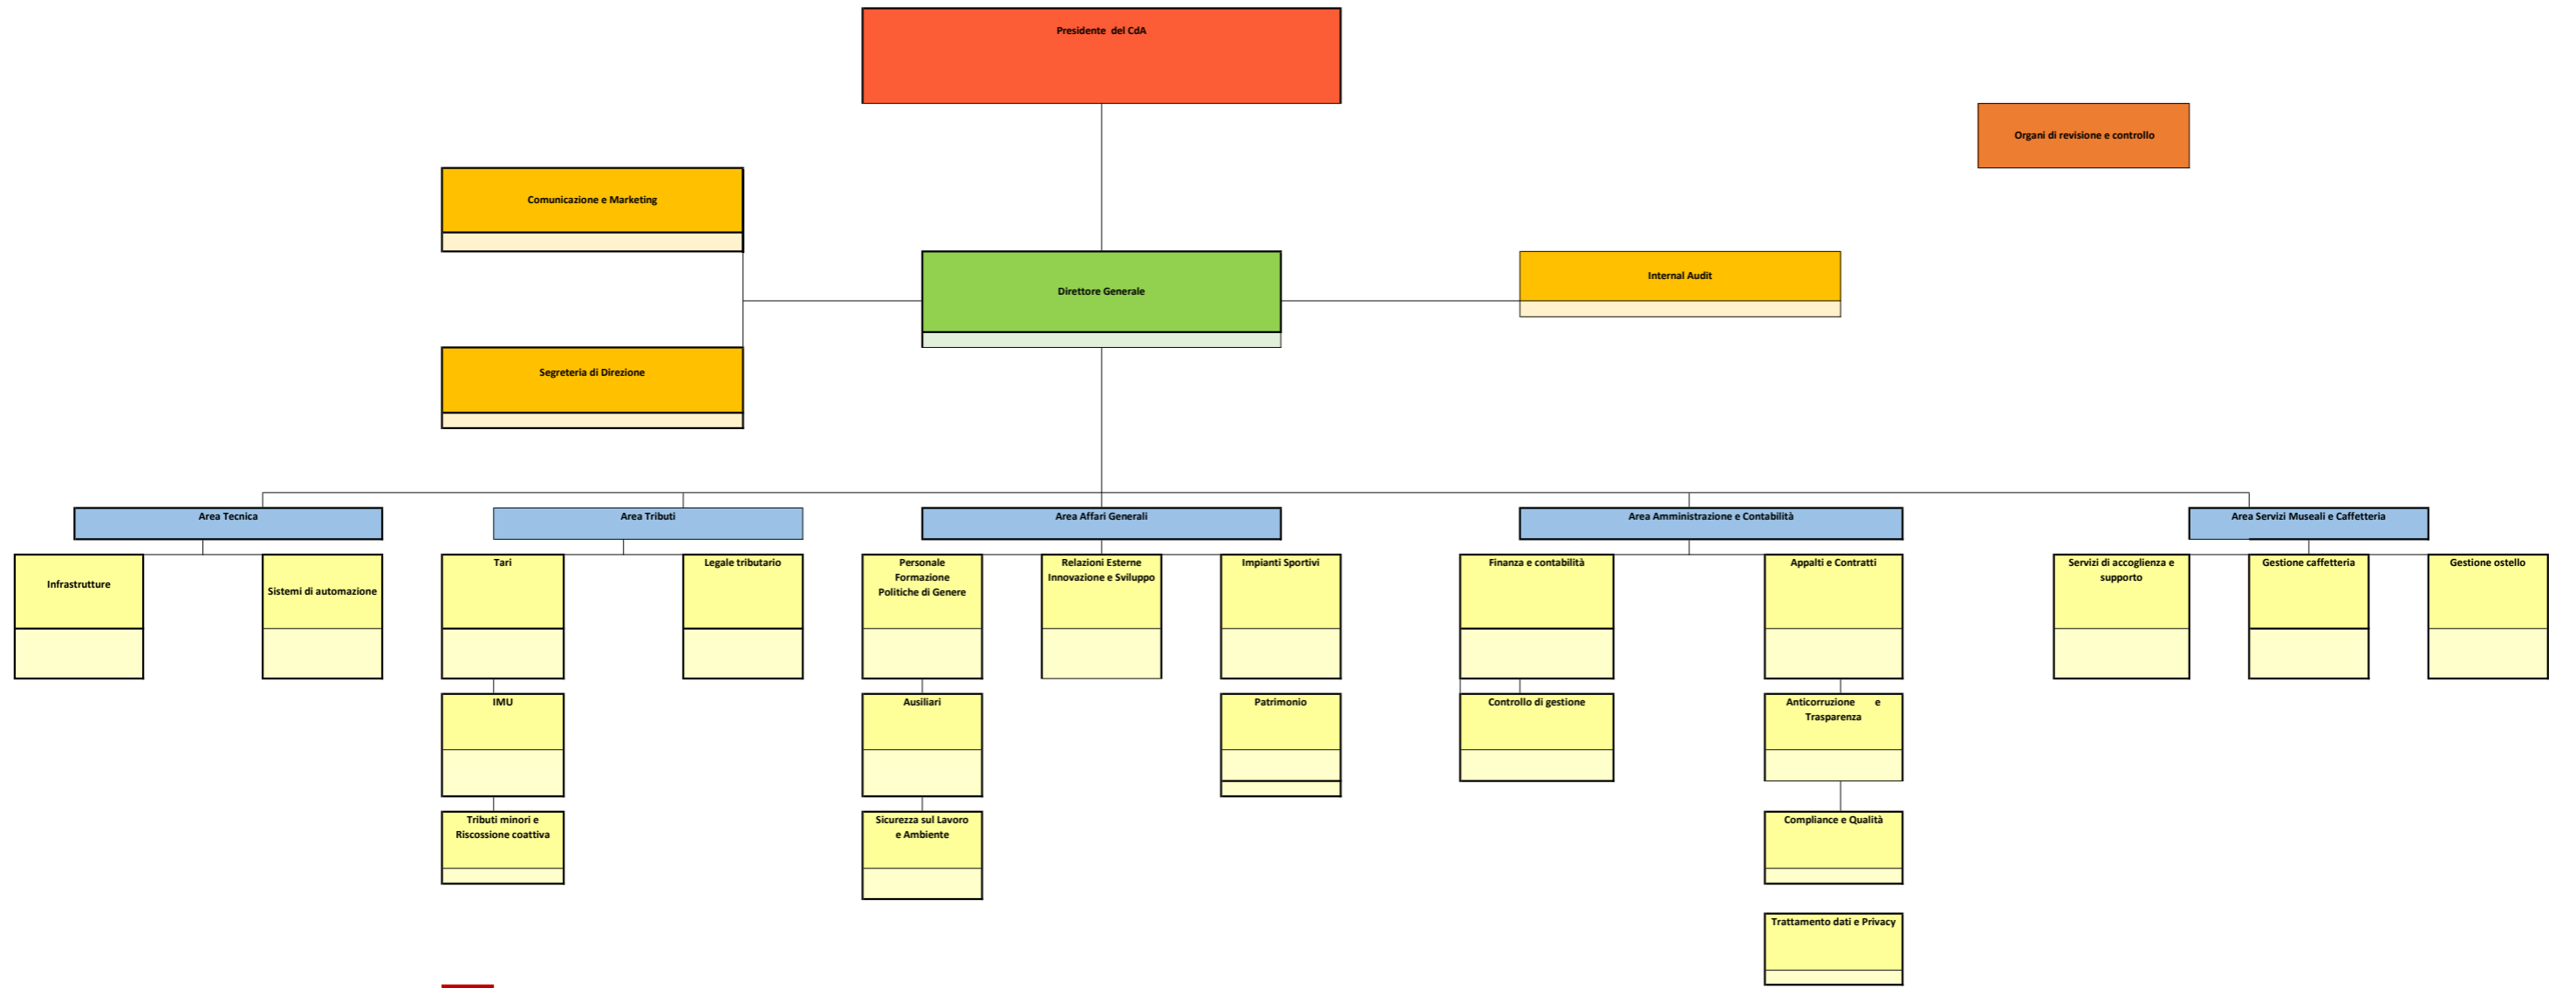 Presidente del CdA
Organi di revisione e controllo
Comunicazione e Marketing
Direttore Generale
Internal Audit
Segreteria di Direzione
Area Tecnica
Area Tributi
Area Affari Generali
Area Amministrazione e Contabilità
Area Servizi Museali e Caffetteria
Infrastrutture
Sistemi di automazione
Tari
Legale tributario
Personale
Formazione
Politiche di Genere
Relazioni Esterne
Innovazione e Sviluppo
Impianti Sportivi
Finanza e contabilità
Appalti e Contratti
Servizi di accoglienza e
supporto
Gestione caffetteria
Gestione ostello
IMU
Ausiliari
Patrimonio
Controllo di gestione
Anticorruzione e
Trasparenza
Tributi minori e
Riscossione coattiva
Sicurezza sul Lavoro
e Ambiente
Compliance e Qualità
Trattamento dati e Privacy